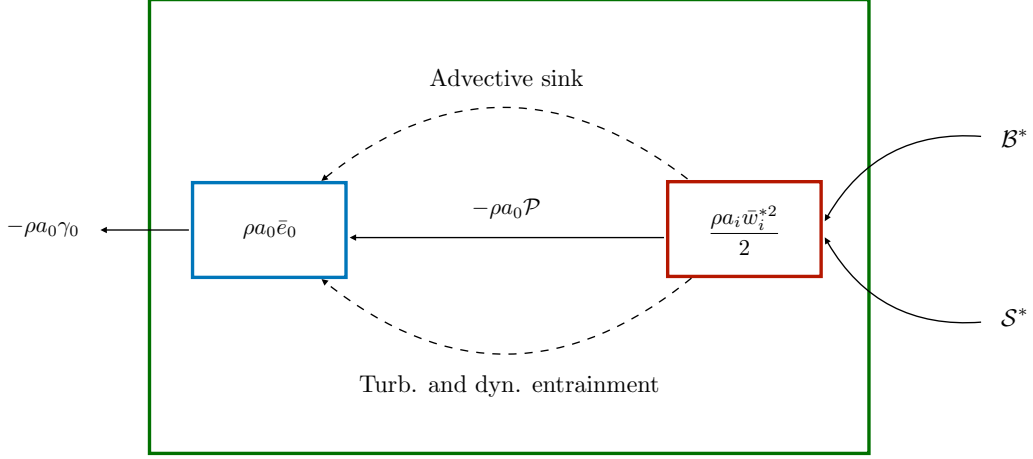 Advective sink
ℬ*
−ρa₀𝒫
−ρa₀γ₀
ρa₀ē₀
ρaᵢw̄ᵢ*²
2
𝒮*
Turb. and dyn. entrainment